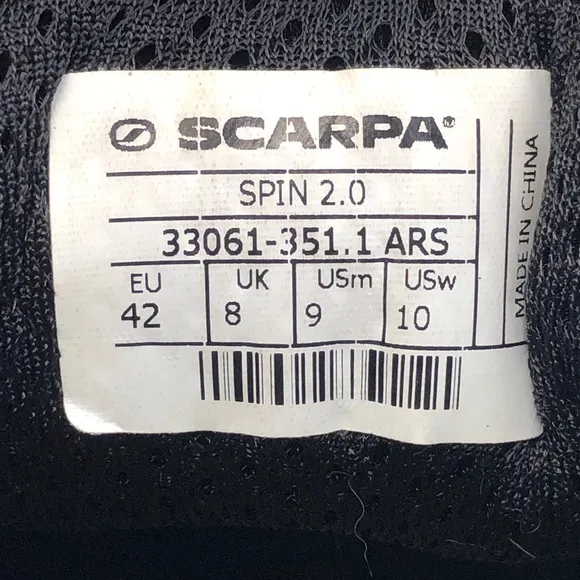 SCARPA®
SPIN 2.0
33061-351.1 ARS
EU UK USm USw
42 8 9 10
MADE IN CHINA